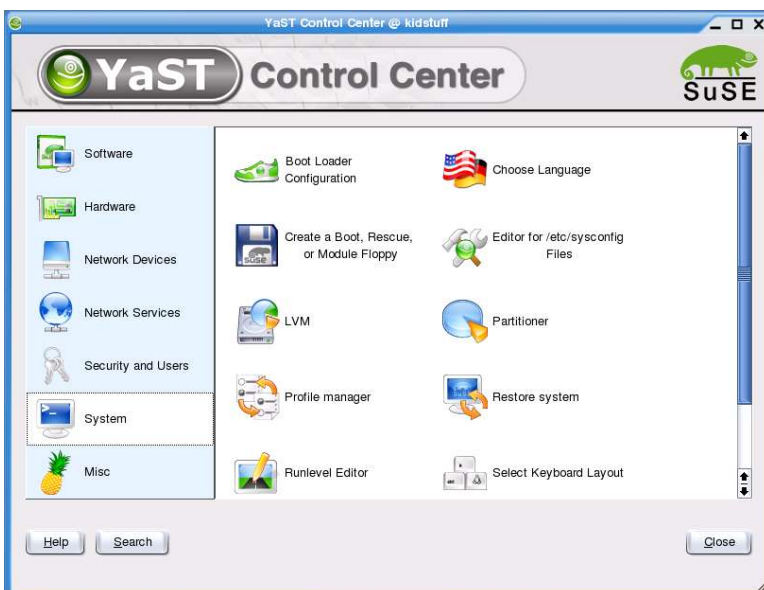 YaST Control Center @ kidstuff
YaST Control Center
SuSE
Software
Hardware
Network Devices
Network Services
Security and Users
System
Misc
Boot Loader
Configuration
Choose Language
Create a Boot, Rescue,
or Module Floppy
Editor for /etc/sysconfig
Files
LVM
Partitioner
Profile manager
Restore system
Runlevel Editor
Select Keyboard Layout
Help
Search
Close